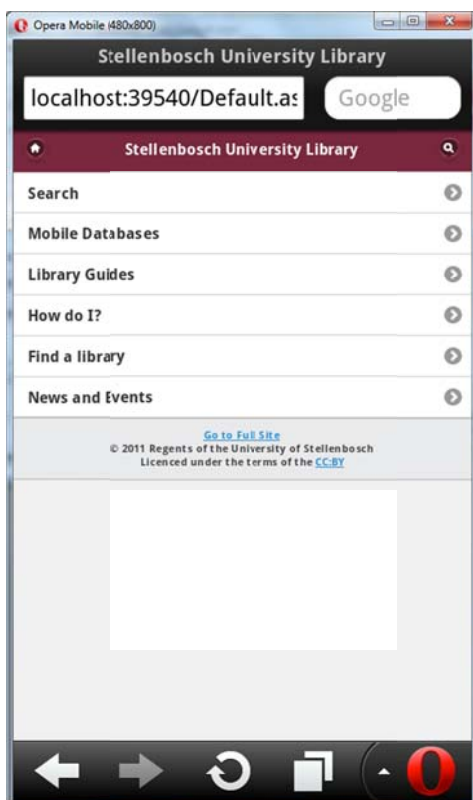 Opera Mobile (480x800)
Stellenbosch University Library
localhost:39540/Default.as
Google
Stellenbosch University Library
Search
Mobile Databases
Library Guides
How do I?
Find a library
News and Events
Go to Full Site
© 2011 Regents of the University of Stellenbosch
Licenced under the terms of the CC:BY